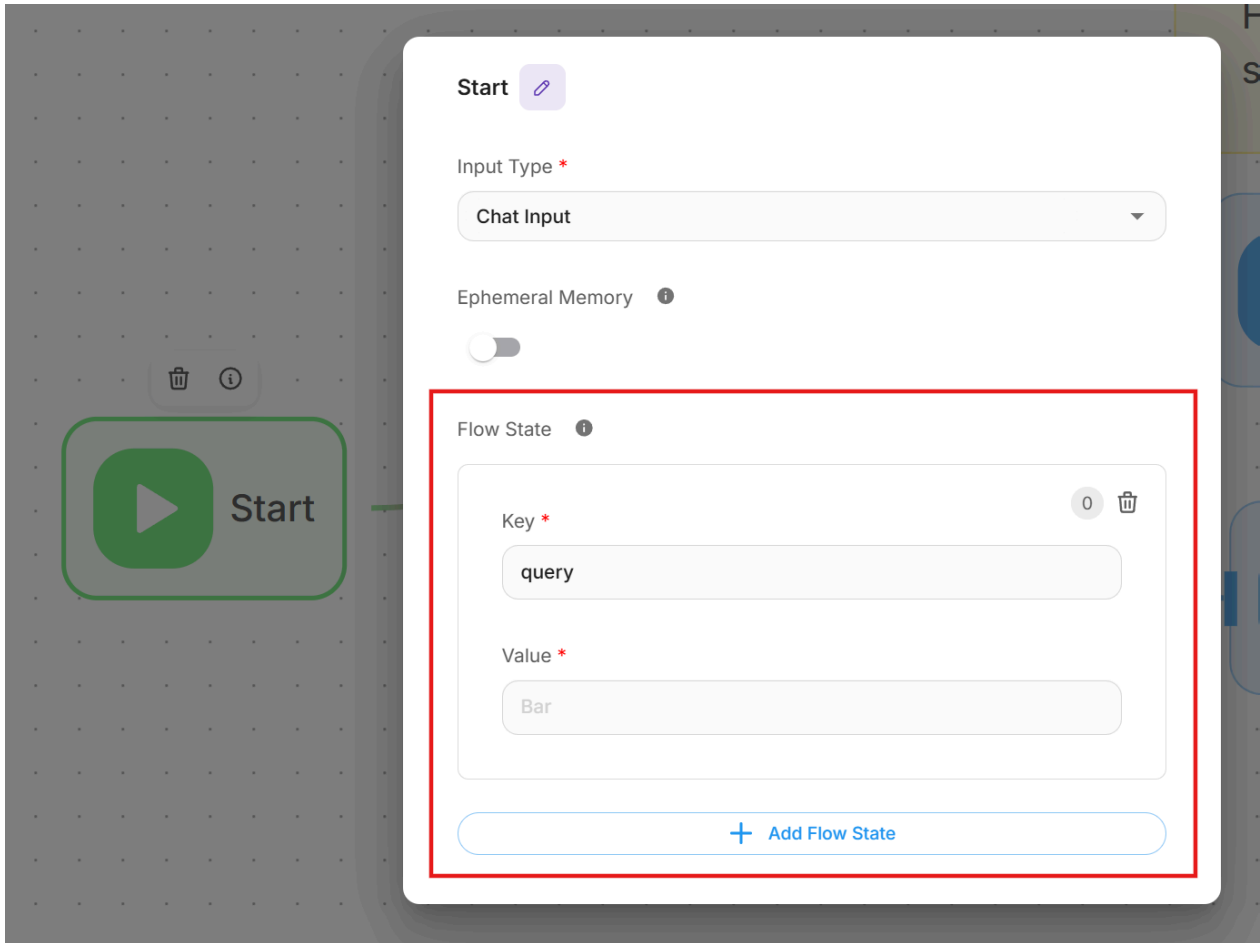 Start
Input Type *
Chat Input
Ephemeral Memory
Flow State
0
Key *
query
Value *
Bar
Add Flow State
Start